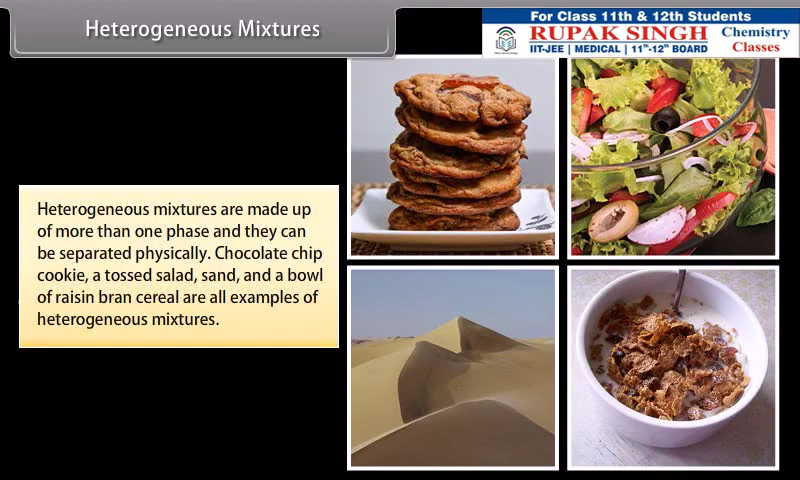 Heterogeneous Mixtures
For Class 11th & 12th Students
RUPAK SINGH
IIT-JEE | MEDICAL | 11th-12th BOARD
Chemistry
Classes
Heterogeneous mixtures are made up
of more than one phase and they can
be separated physically. Chocolate chip
cookie, a tossed salad, sand, and a bowl
of raisin bran cereal are all examples of
heterogeneous mixtures.